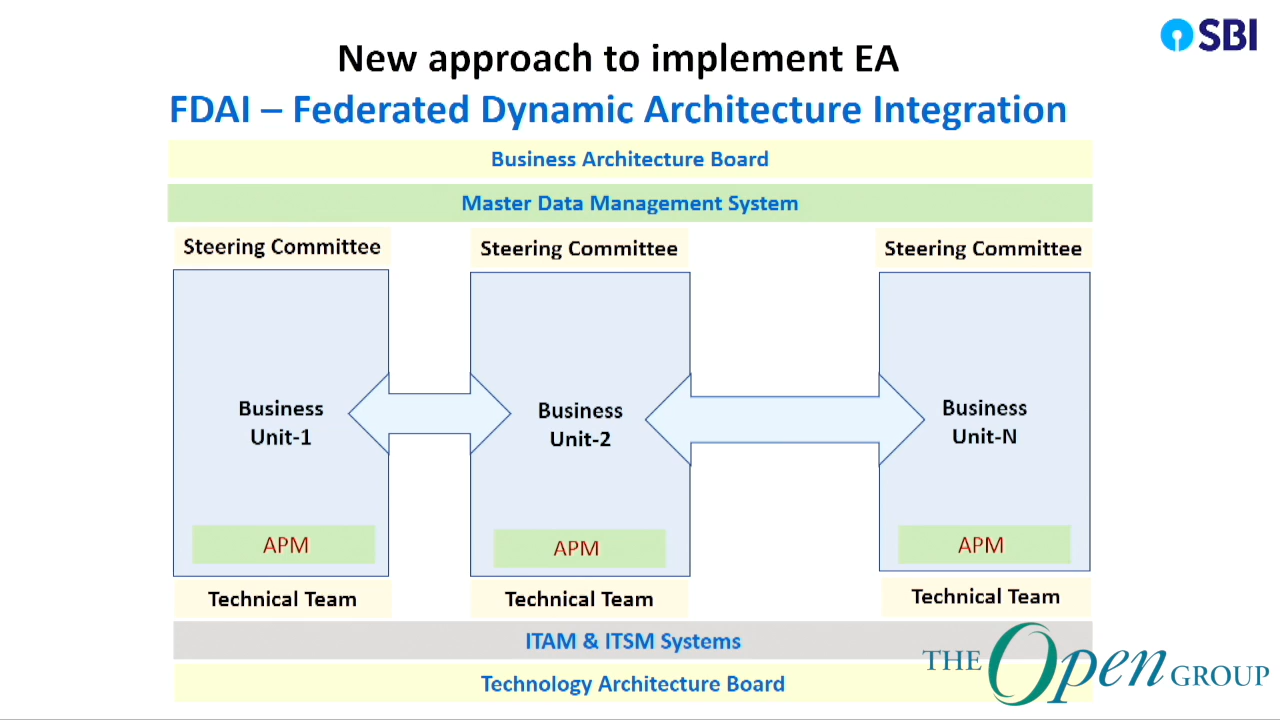 SBI
New approach to implement EA
FDAI – Federated Dynamic Architecture Integration
Business Architecture Board
Master Data Management System
Steering Committee
Steering Committee
Steering Committee
Business
Unit-1
Business
Unit-2
Business
Unit-N
APM
APM
APM
Technical Team
Technical Team
Technical Team
ITAM & ITSM Systems
Technology Architecture Board
THE Open GROUP